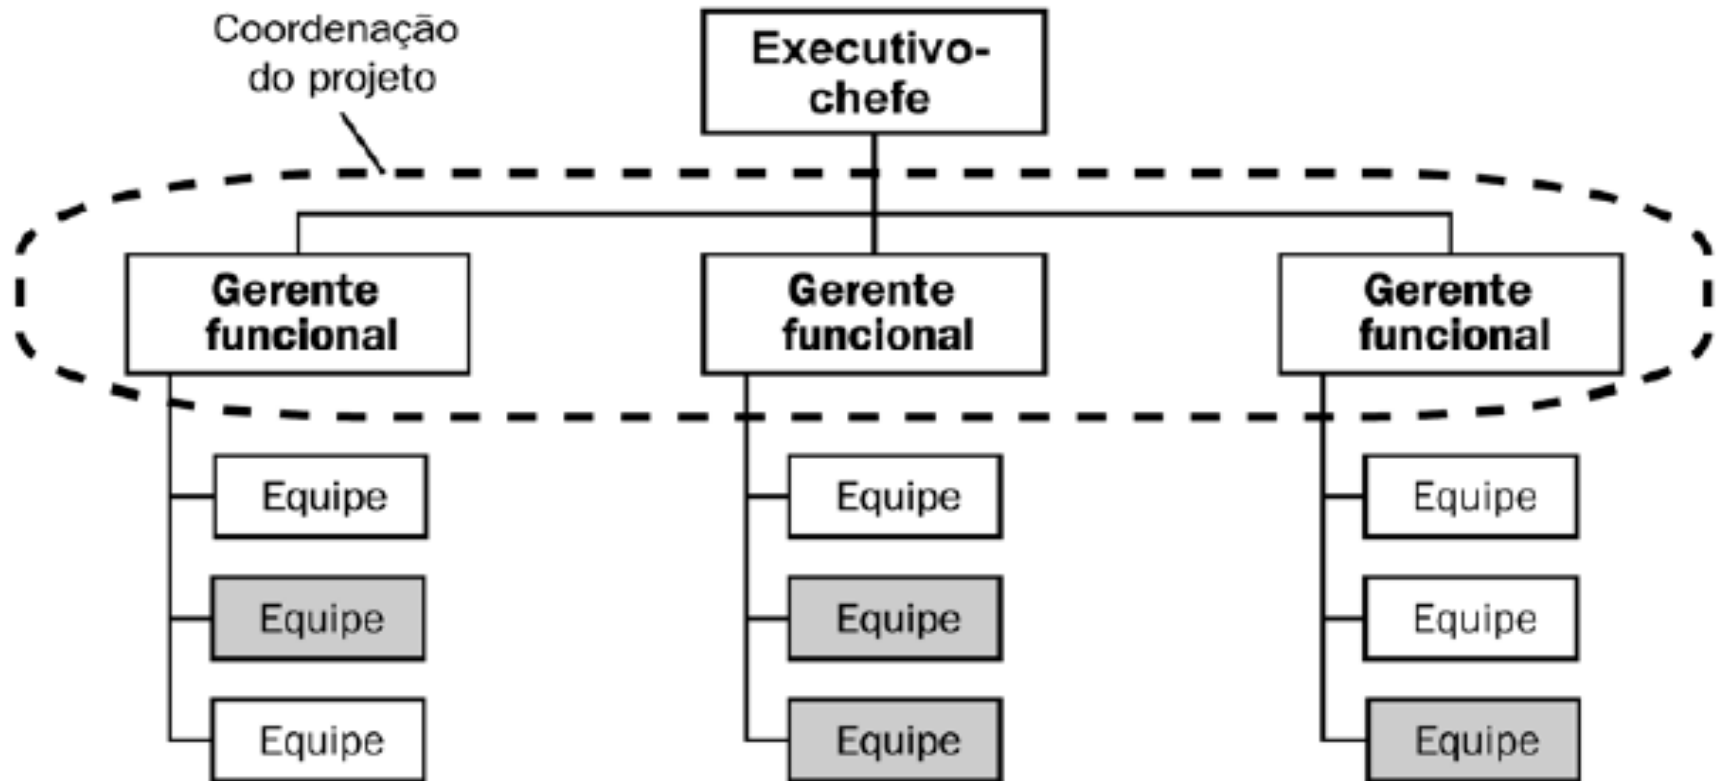 Coordenação
do projeto
Executivo-
chefe
Gerente
funcional
Gerente
funcional
Gerente
funcional
Equipe
Equipe
Equipe
Equipe
Equipe
Equipe
Equipe
Equipe
Equipe